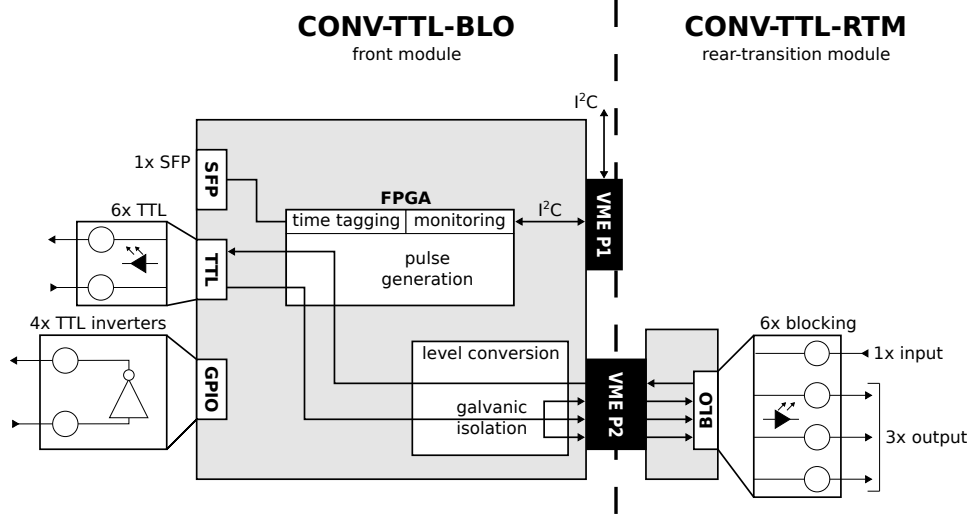 CONV-TTL-BLO
front module
CONV-TTL-RTM
rear-transition module
I²C
1x SFP
SFP
FPGA
time tagging
monitoring
I²C
VME P1
6x TTL
TTL
pulse
generation
4x TTL inverters
GPIO
level conversion
galvanic
isolation
VME P2
BLO
6x blocking
1x input
3x output